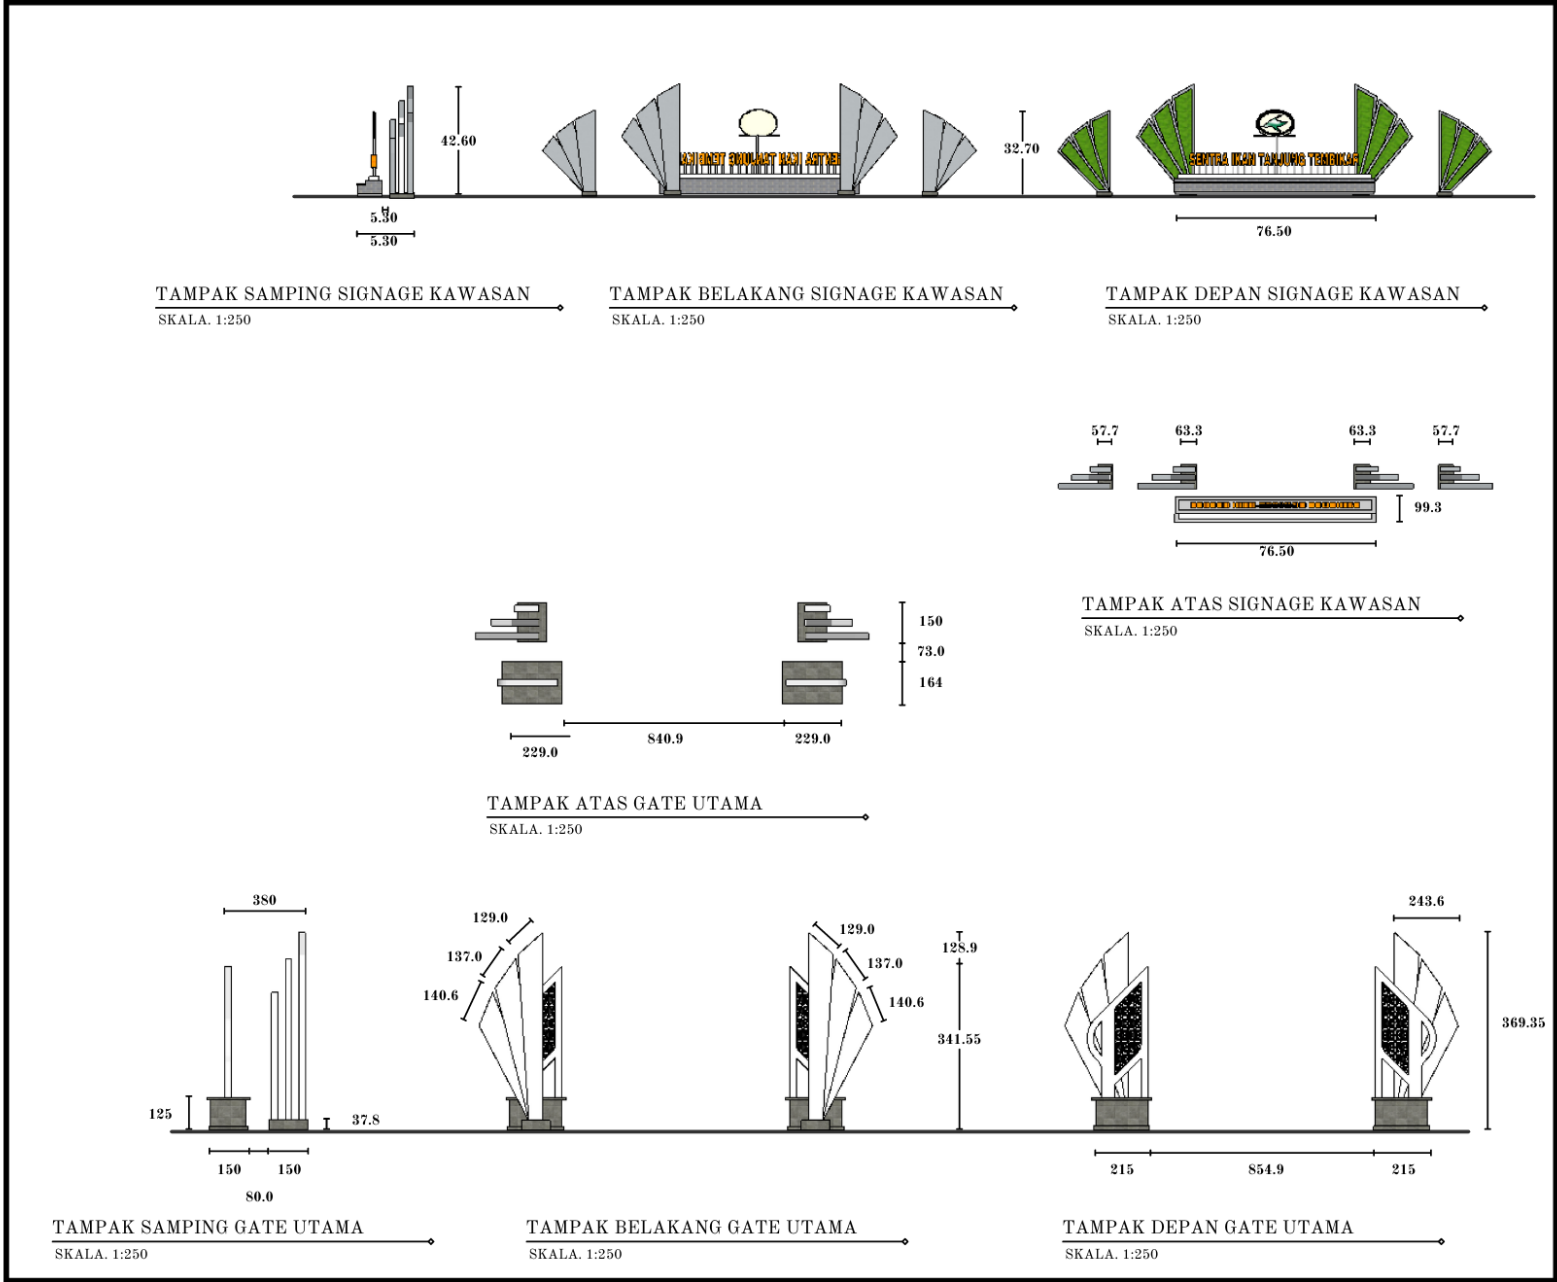 42.60
32.70
SENTRA IKAN TANJUNG TEMBIKAR
5.30
5.30
76.50
TAMPAK SAMPING SIGNAGE KAWASAN
SKALA. 1:250
TAMPAK BELAKANG SIGNAGE KAWASAN
SKALA. 1:250
TAMPAK DEPAN SIGNAGE KAWASAN
SKALA. 1:250
57.7
63.3
63.3
57.7
99.3
76.50
TAMPAK ATAS SIGNAGE KAWASAN
SKALA. 1:250
150
73.0
164
229.0
840.9
229.0
TAMPAK ATAS GATE UTAMA
SKALA. 1:250
380
125
37.8
150
150
80.0
TAMPAK SAMPING GATE UTAMA
SKALA. 1:250
129.0
137.0
140.6
129.0
137.0
140.6
128.9
341.55
TAMPAK BELAKANG GATE UTAMA
SKALA. 1:250
243.6
369.35
215
854.9
215
TAMPAK DEPAN GATE UTAMA
SKALA. 1:250